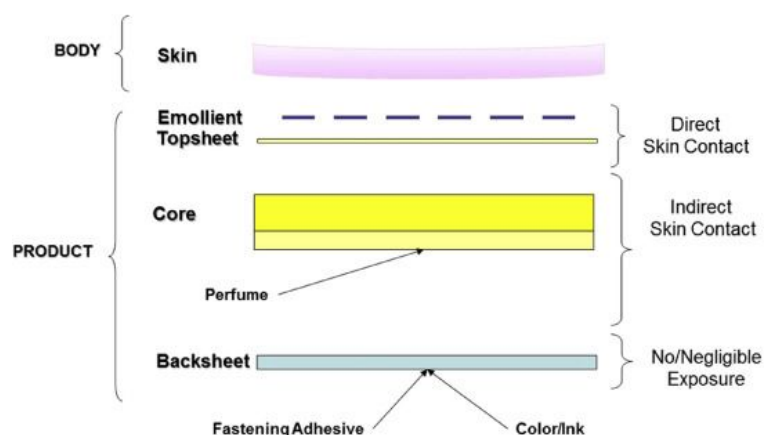 BODY
Skin
Emollient
Topsheet
Direct
Skin Contact
Core
Indirect
Skin Contact
PRODUCT
Perfume
Backsheet
No/Negligible
Exposure
Fastening Adhesive
Color/Ink